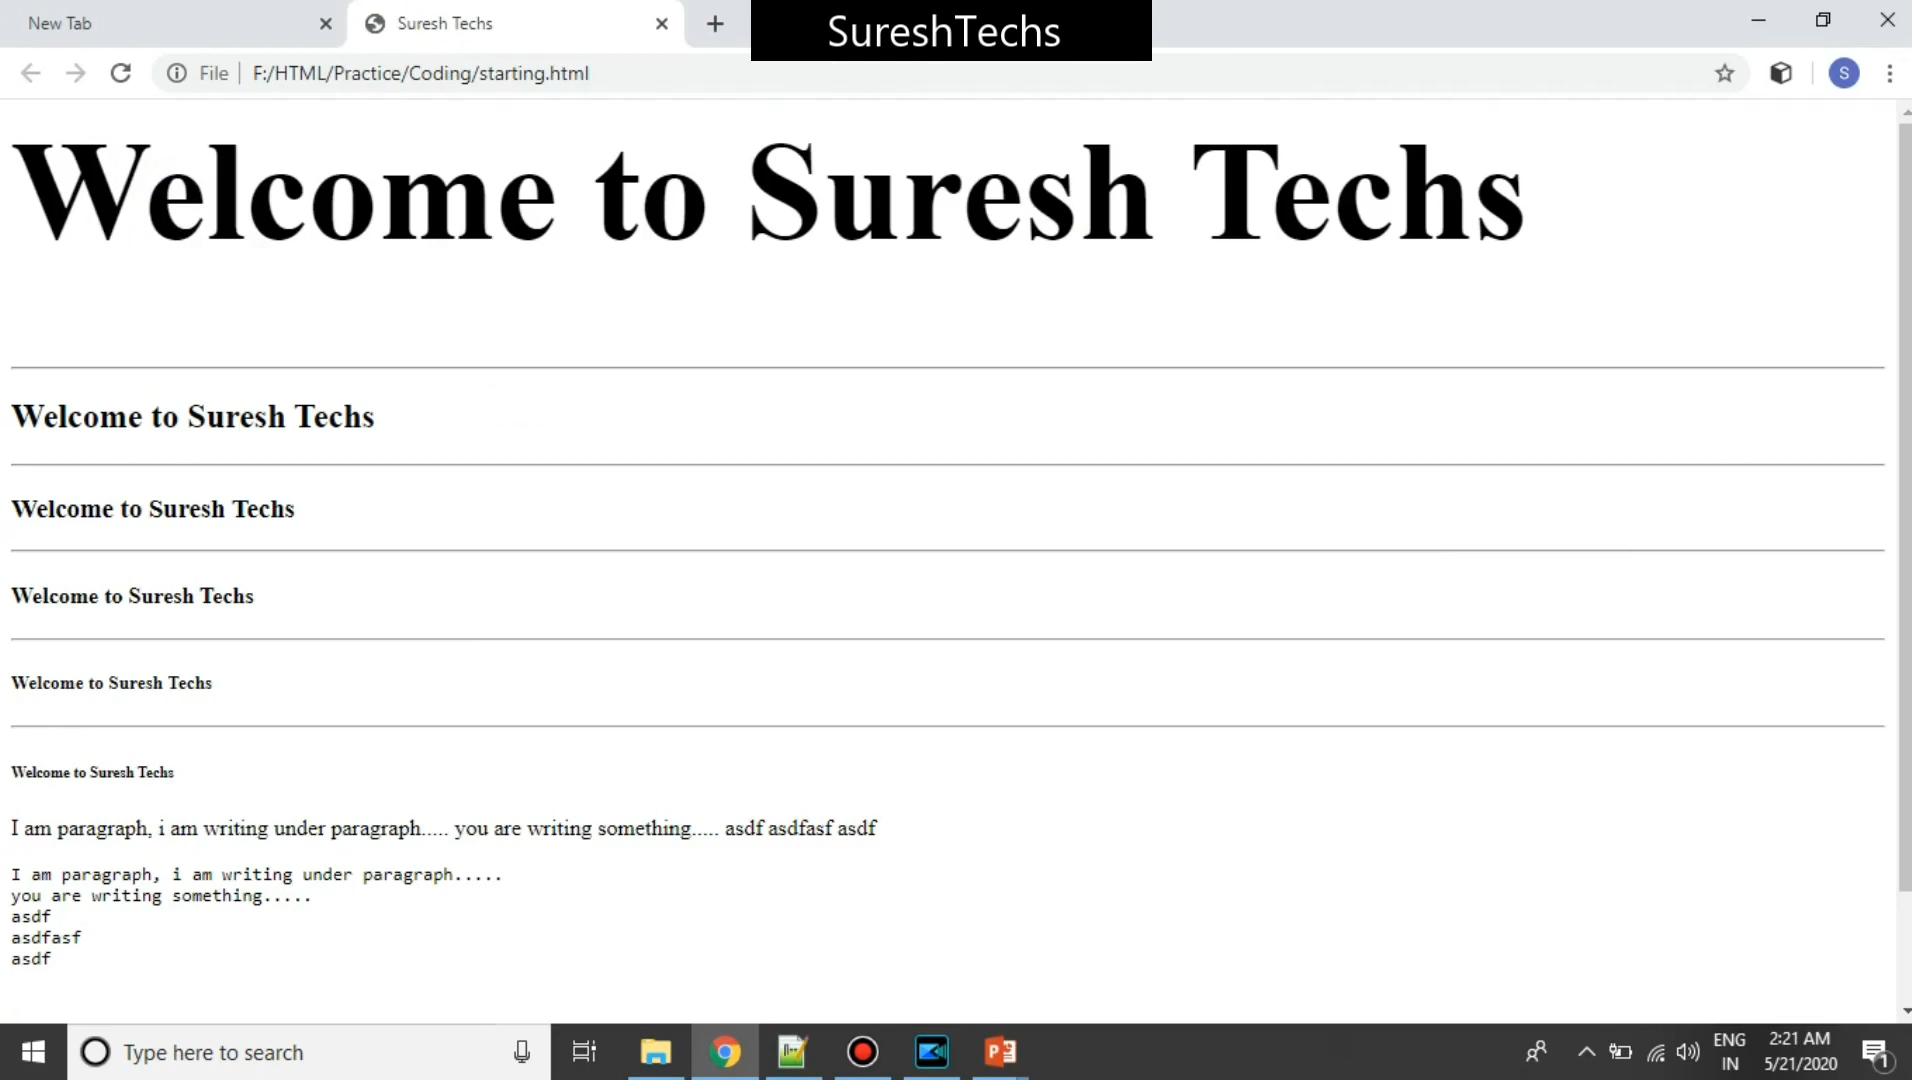 New Tab
Suresh Techs
SureshTechs
File
F:/HTML/Practice/Coding/starting.html
S
Welcome to Suresh Techs
Welcome to Suresh Techs
Welcome to Suresh Techs
Welcome to Suresh Techs
Welcome to Suresh Techs
Welcome to Suresh Techs
I am paragraph, i am writing under paragraph..... you are writing something..... asdf asdfasf asdf
I am paragraph, i am writing under paragraph.....
you are writing something.....
asdf
asdfasf
asdf
Type here to search
ENG
IN
2:21 AM
5/21/2020
1